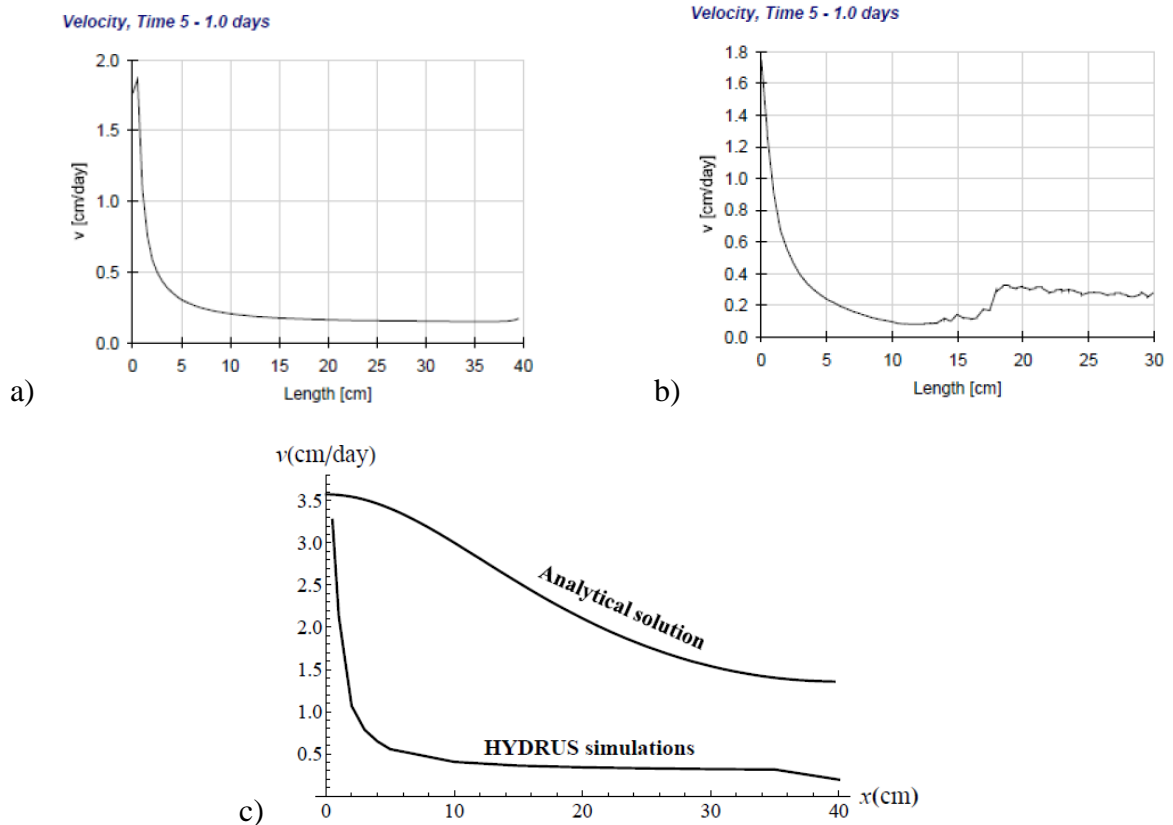 Velocity, Time 5 - 1.0 days
2.0
1.5
1.0
0.5
0.0
v [cm/day]
0 5 10 15 20 25 30 35 40
Length [cm]
a)
Velocity, Time 5 - 1.0 days
1.8
1.6
1.4
1.2
1.0
0.8
0.6
0.4
0.2
0.0
v [cm/day]
0 5 10 15 20 25 30
Length [cm]
b)
v(cm/day)
3.5
3.0
2.5
2.0
1.5
1.0
0.5
Analytical solution
HYDRUS simulations
0 10 20 30 40
x(cm)
c)